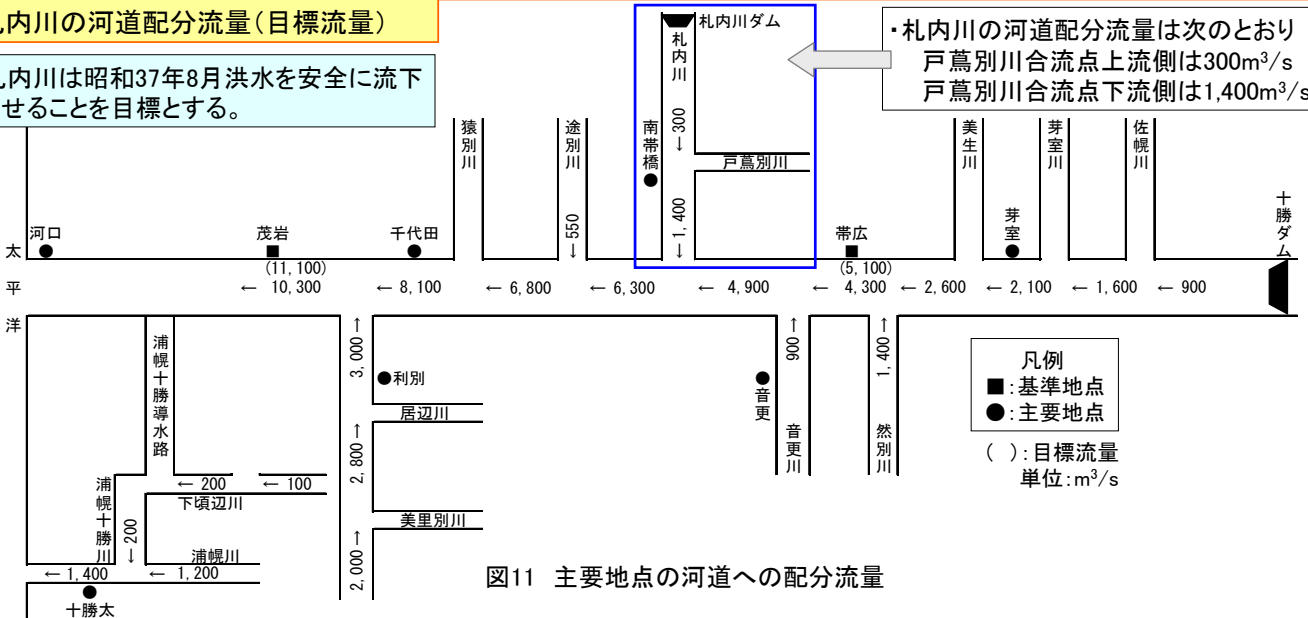 札内川の河道配分流量(目標流量)
札内川は昭和37年8月洪水を安全に流下
せることを目標とする。
・札内川の河道配分流量は次のとおり
戸蔦別川合流点上流側は300m³/s
戸蔦別川合流点下流側は1,400m³/s
札内川ダム
札内川
← 300
戸蔦別川
南帯橋
← 1,400
猿別川
途別川
← 550
美生川
芽室川
佐幌川
十勝ダム
太平洋
河口
茂岩
(11,100)
千代田
帯広
(5,100)
芽室
← 10,300
← 8,100
← 6,800
← 6,300
← 4,900
← 4,300
← 2,600
← 2,100
← 1,600
← 900
浦幌十勝導水路
3,000 →
利別
居辺川
2,800 →
美里別川
2,000 →
音更
900 →
音更川
1,400 →
然別川
← 200
← 100
下頃辺川
浦幌十勝川
← 200
浦幌川
← 1,400
← 1,200
十勝太
凡例
■:基準地点
●:主要地点
( ):目標流量
単位:m³/s
図11 主要地点の河道への配分流量